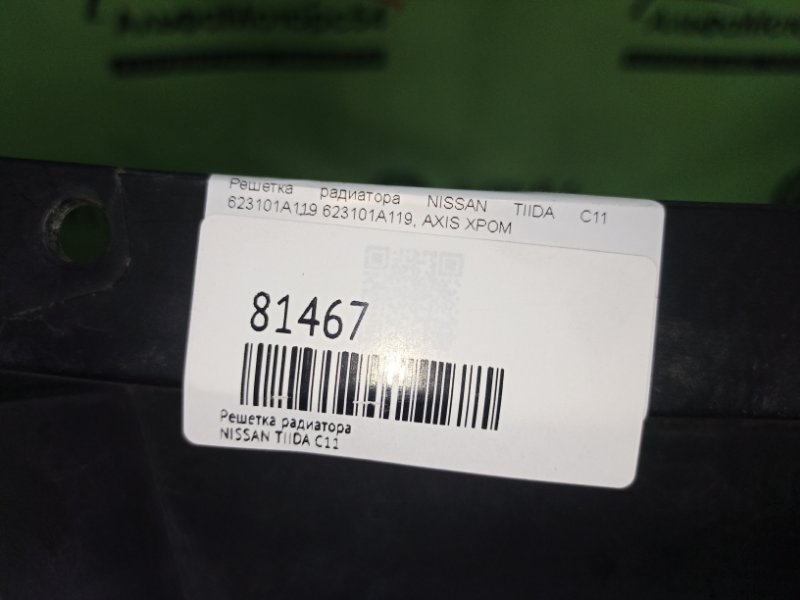 Решетка радиатора NISSAN TIIDA C11
623101A119 623101A119, AXIS ХРОМ
81467
Решетка радиатора
NISSAN TIIDA C11